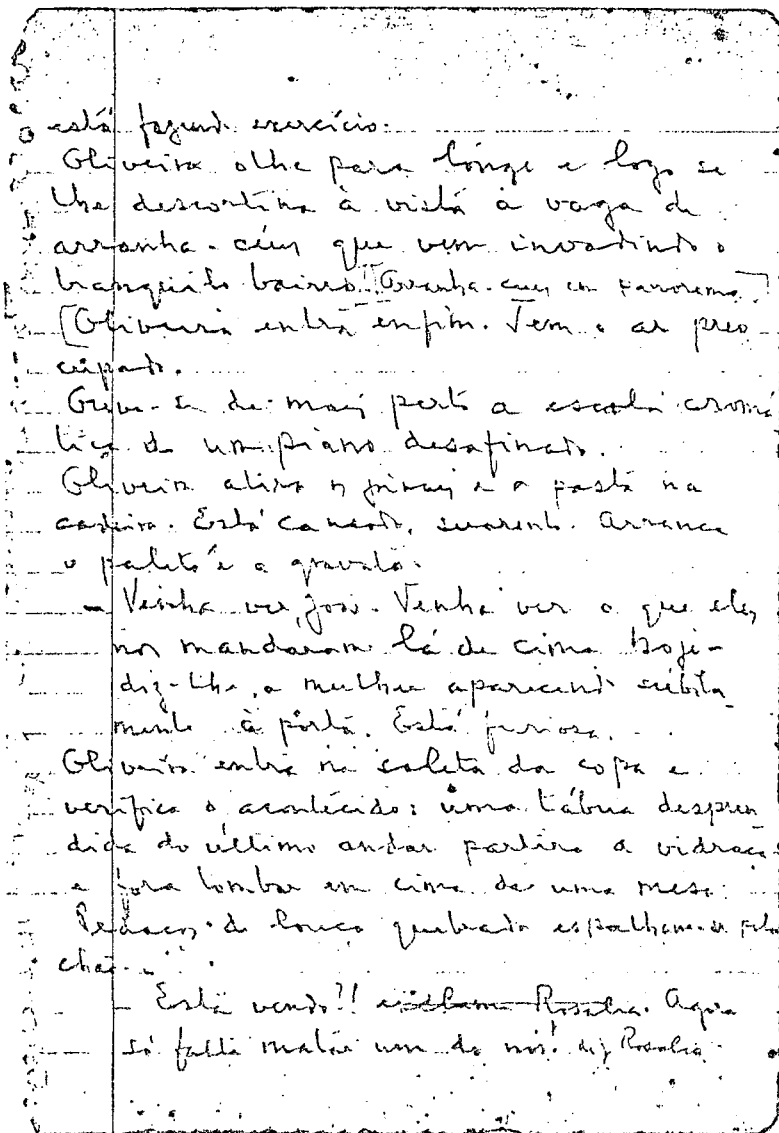 está fazendo exercício.
Oliveira olha para longe e logo se
lhe descortina à vista a vaga de
arranha-céus que vem invadindo o
tranquilo bairro. [Arranha-céus em panorama]
[Oliveira entra enfim. Tem o ar preo
cupado.
Ouve-se de mais perto a escala cromá
tica de um piano desafinado.
Oliveira atira os jornais e a pasta na
cadeira. Está cansado, suarento. Arranca
o paletó e a gravata.
- Venha ver, José. Venha ver o que eles
nos mandaram lá de cima hoje -
diz-lhe a mulher aparecendo subita
mente à porta. Está furiosa.
Oliveira entra na saleta da copa e
verifica o acontecido: uma tábua despren
dida do último andar partira a vidraça
e fora tombar em cima de uma mesa.
Pedaços de louça quebrada espalham-se pelo
chão.
- Está vendo?! exclama Rosalia. Agora
só falta matar um de nós! diz Rosalia